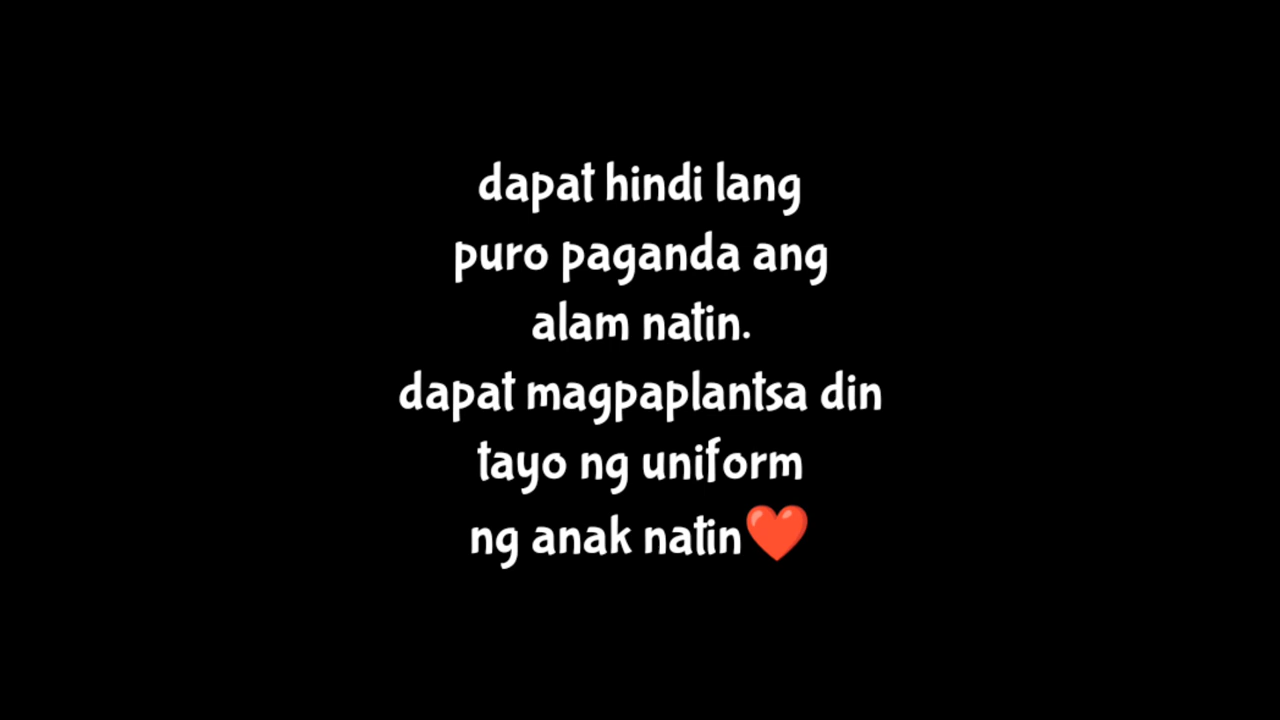 dapat hindi lang
puro paganda ang
alam natin.
dapat magpaplantsa din
tayo ng uniform
ng anak natin❤️